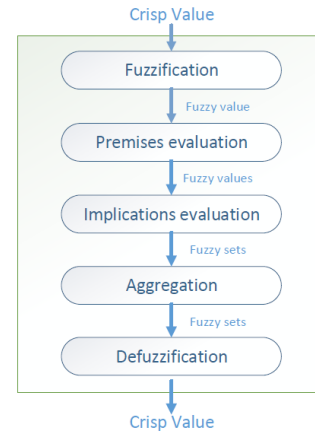 Crisp Value
Fuzzification
Fuzzy value
Premises evaluation
Fuzzy values
Implications evaluation
Fuzzy sets
Aggregation
Fuzzy sets
Defuzzification
Crisp Value